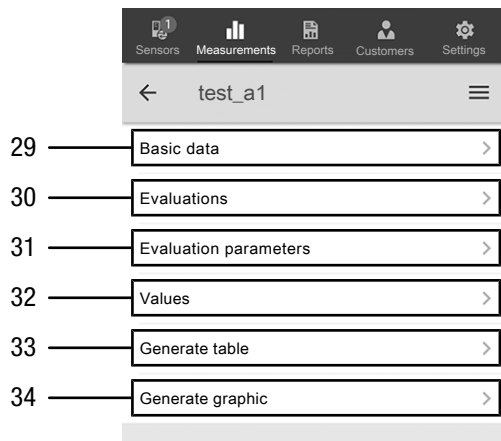 1
Sensors Measurements Reports Customers Settings
test_a1
29 Basic data
30 Evaluations
31 Evaluation parameters
32 Values
33 Generate table
34 Generate graphic